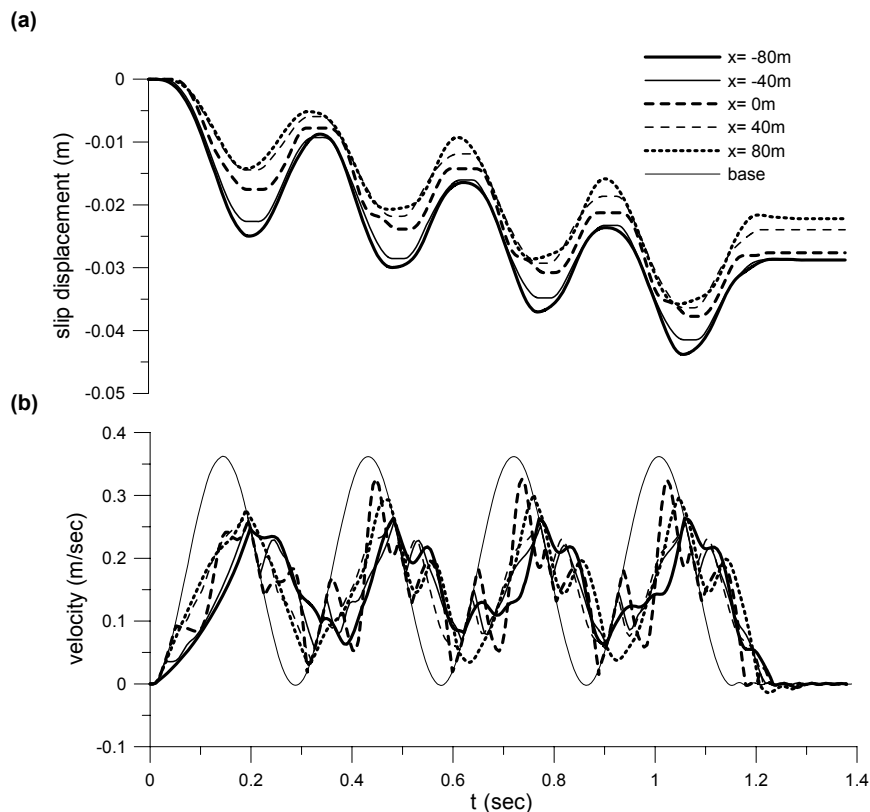 (a)
x= -80m
x= -40m
x= 0m
x= 40m
x= 80m
base
slip displacement (m)
0
-0.01
-0.02
-0.03
-0.04
-0.05
(b)
velocity (m/sec)
0.4
0.3
0.2
0.1
0
-0.1
0 0.2 0.4 0.6 0.8 1 1.2 1.4
t (sec)